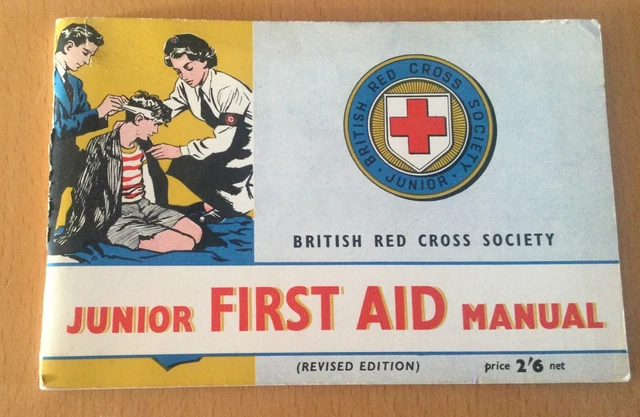 BRITISH RED CROSS SOCIETY
JUNIOR
BRITISH RED CROSS SOCIETY
JUNIOR FIRST AID MANUAL
(REVISED EDITION) price 2'6 net